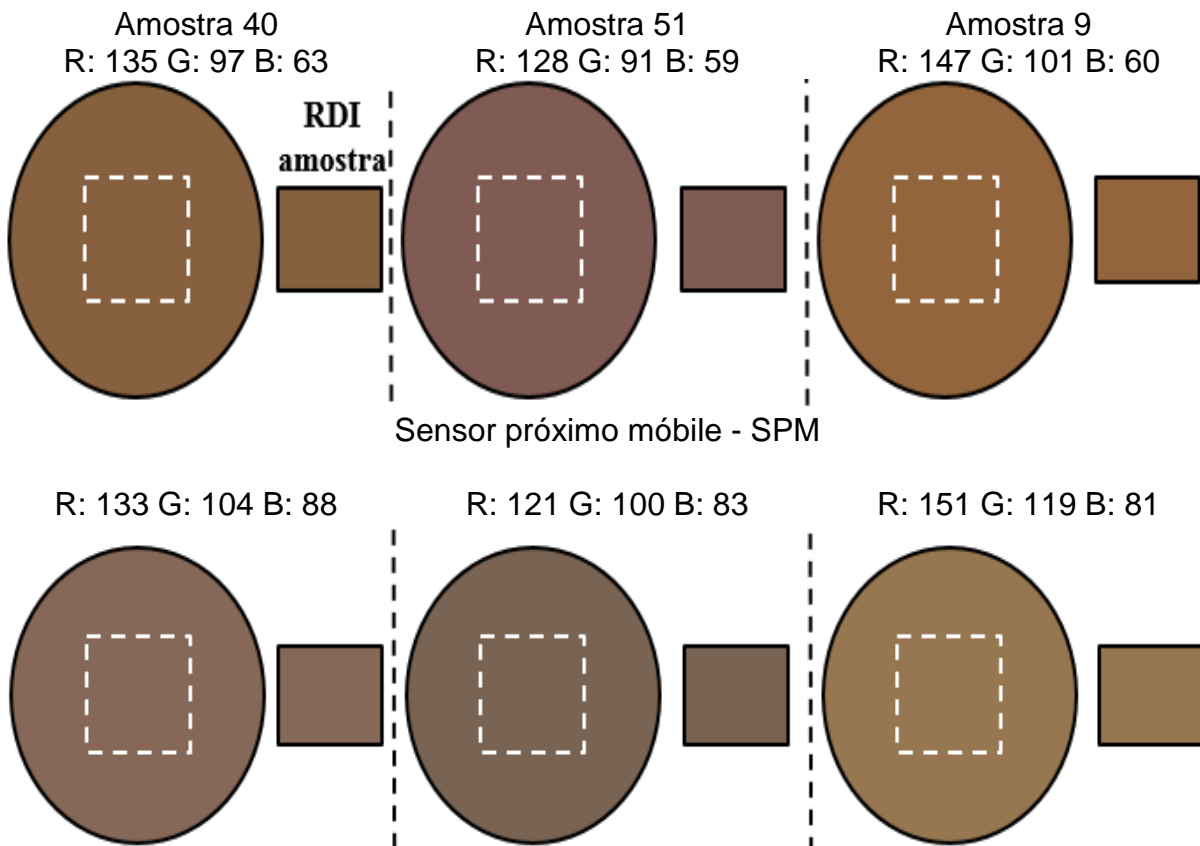 Amostra 40
R: 135 G: 97 B: 63
Amostra 51
R: 128 G: 91 B: 59
Amostra 9
R: 147 G: 101 B: 60
RDI
amostra
Sensor próximo móbile - SPM
R: 133 G: 104 B: 88
R: 121 G: 100 B: 83
R: 151 G: 119 B: 81